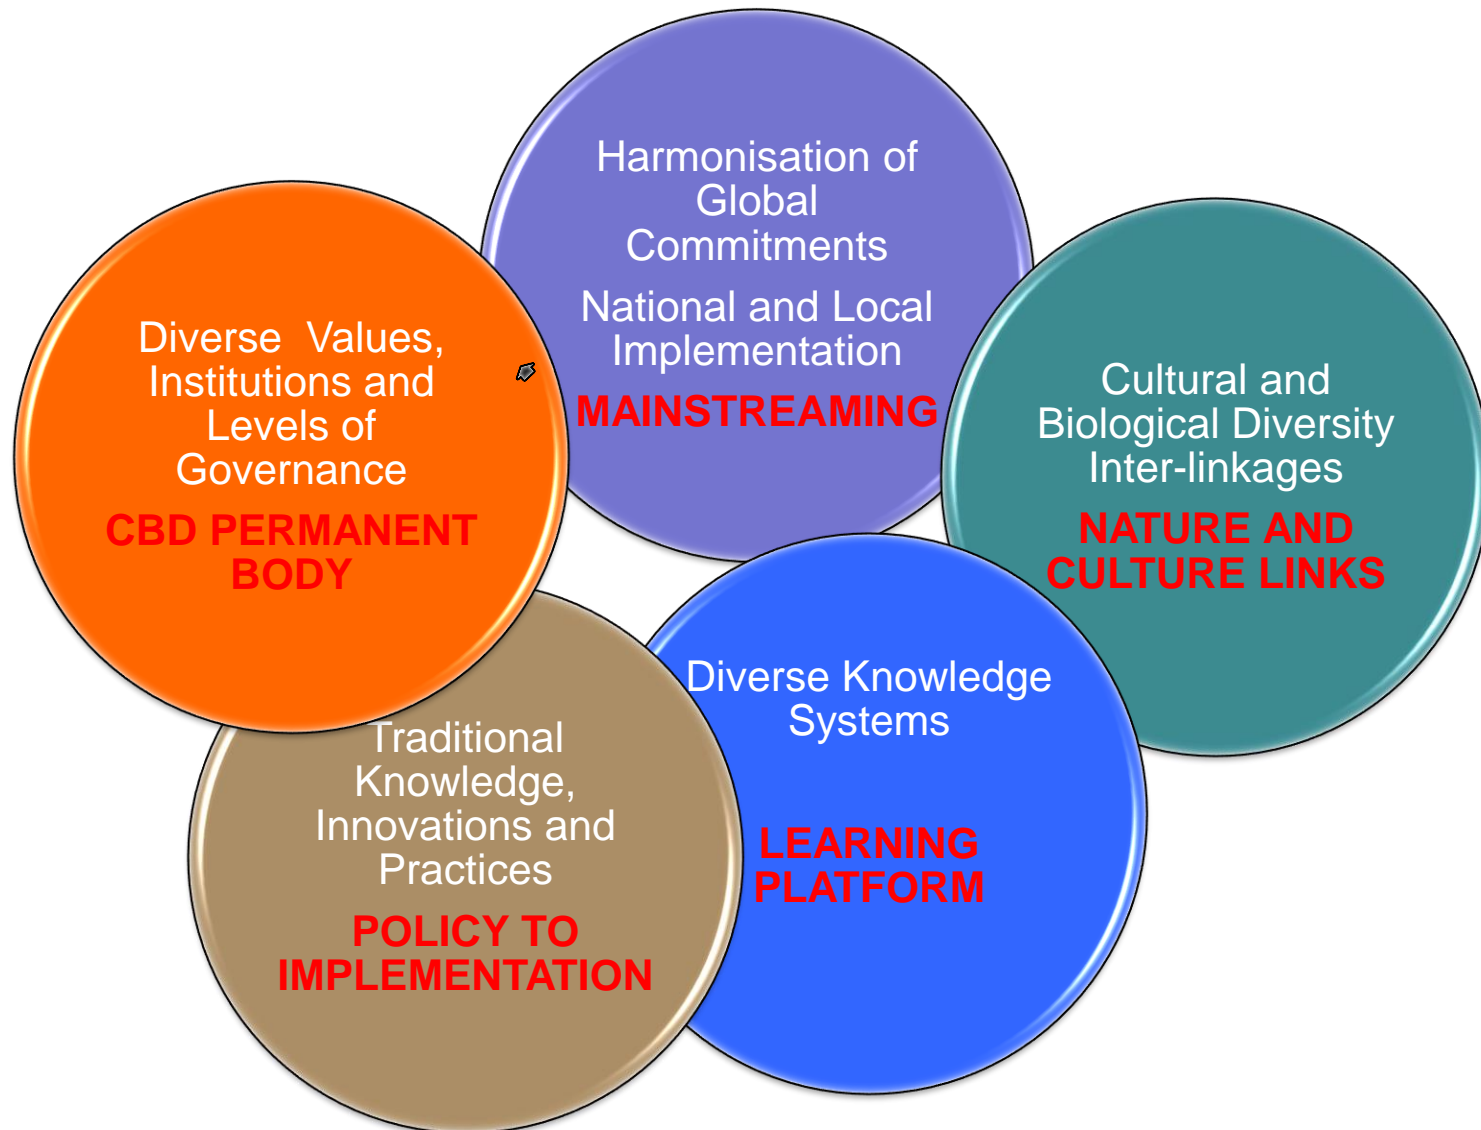 Harmonisation of
Global
Commitments
National and Local
Implementation
MAINSTREAMING
Cultural and
Biological Diversity
Inter-linkages
NATURE AND
CULTURE LINKS
Diverse Knowledge
Systems
LEARNING
PLATFORM
Traditional
Knowledge,
Innovations and
Practices
POLICY TO
IMPLEMENTATION
Diverse  Values,
Institutions and
Levels of
Governance
CBD PERMANENT
BODY